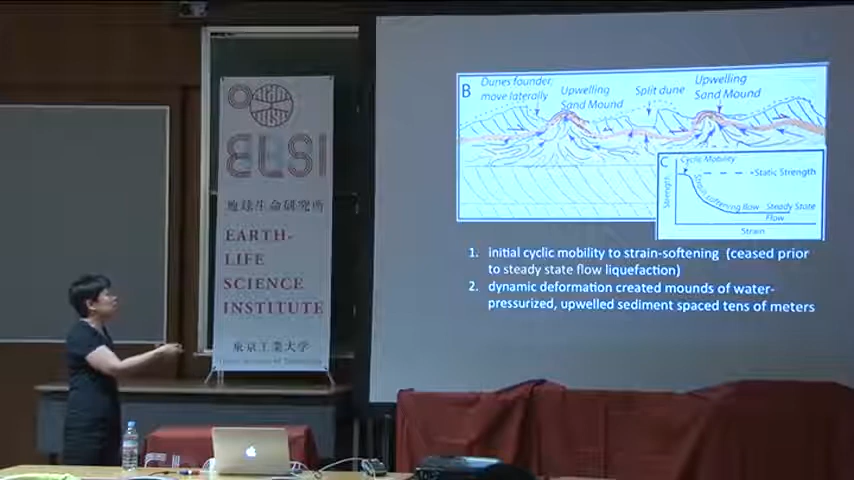 ELSI
地球生命研究所
EARTH-
LIFE
SCIENCE
INSTITUTE
東京工業大学
B
Dunes founder,
move laterally
Upwelling
Sand Mound
Split dune
Upwelling
Sand Mound
C
Cyclic Mobility
Static Strength
Strength
Strain softening flow
Steady State
Flow
Strain
1. initial cyclic mobility to strain-softening (ceased prior
to steady state flow liquefaction)
2. dynamic deformation created mounds of water-
pressurized, upwelled sediment spaced tens of meters